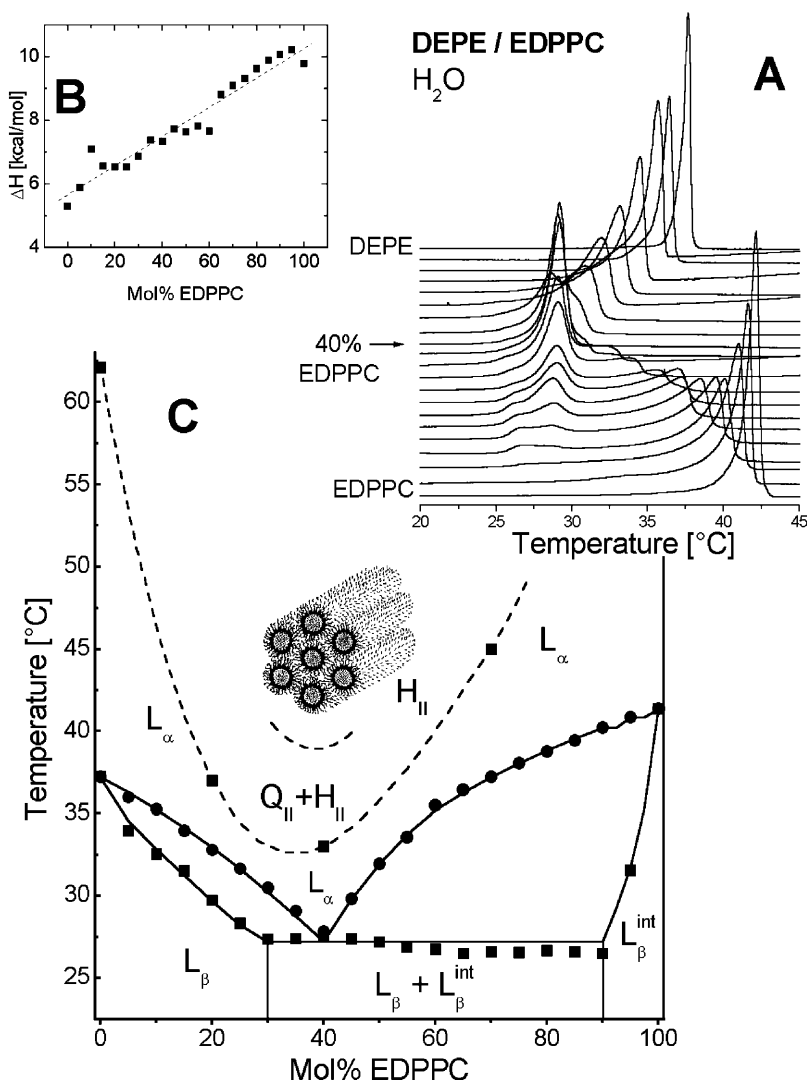 B
ΔH [kcal/mol]
10
8
6
4
0 20 40 60 80 100
Mol% EDPPC
DEPE / EDPPC
H₂O
A
DEPE
40%
EDPPC
EDPPC
20 25 30 35 40 45
Temperature [°C]
C
Temperature [°C]
60
55
50
45
40
35
30
25
Lα
Lα
HII
QII+HII
Lα
Lβ
Lβ + Lβint
Lβint
0 20 40 60 80 100
Mol% EDPPC